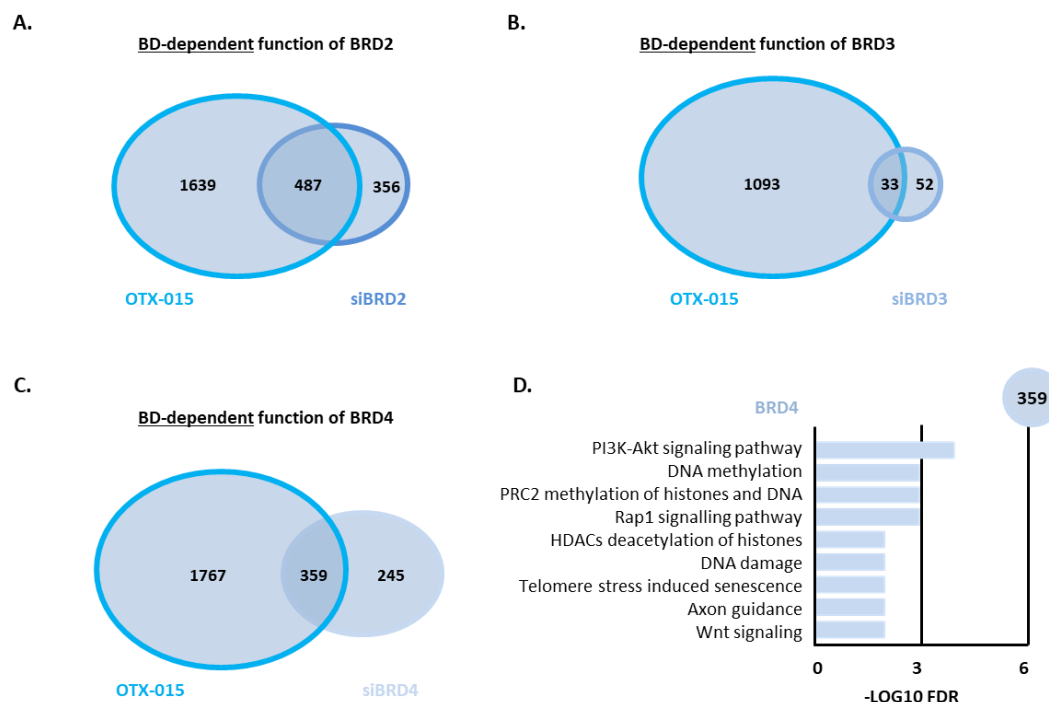 A.
BD-dependent function of BRD2
1639
487
356
OTX-015
siBRD2
B.
BD-dependent function of BRD3
1093
33
52
OTX-015
siBRD3
C.
BD-dependent function of BRD4
1767
359
245
OTX-015
siBRD4
D.
BRD4
359
PI3K-Akt signaling pathway
DNA methylation
PRC2 methylation of histones and DNA
Rap1 signalling pathway
HDACs deacetylation of histones
DNA damage
Telomere stress induced senescence
Axon guidance
Wnt signaling
0 3 6
-LOG10 FDR